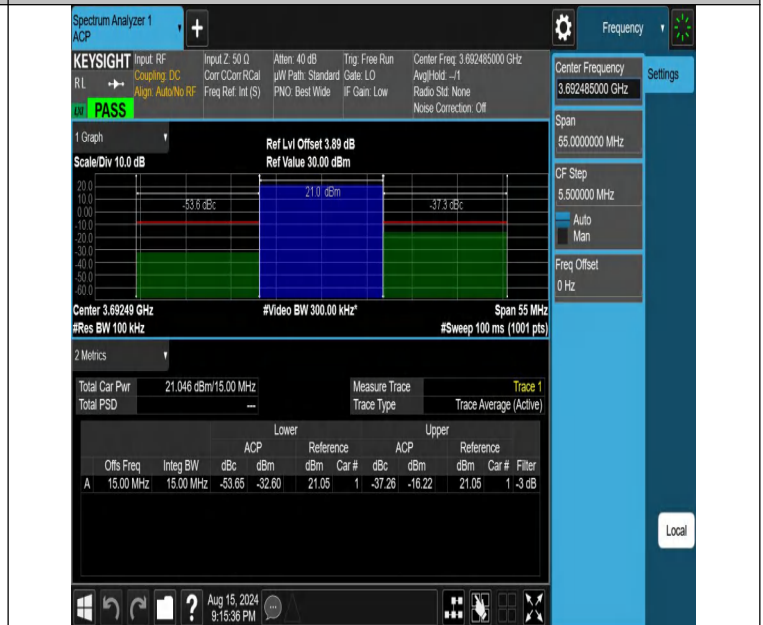 Spectrum Analyzer 1
ACP
+
Frequency
KEYSIGHT Input: RF Input Z: 50 Ω Atten: 40 dB Trig: Free Run Center Freq: 3.692485000 GHz
RL Coupling: DC Corr CCorr RCal µW Path: Standard Gate: LO Avg|Hold: --/1
Align: Auto/No RF Freq Ref: Int (S) PNO: Best Wide IF Gain: Low Radio Std: None
PASS Noise Correction: Off
Center Frequency
3.692485000 GHz
Settings
Span
55.0000000 MHz
CF Step
5.500000 MHz
Auto
Man
Freq Offset
0 Hz
Local
1 Graph
Ref Lvl Offset 3.89 dB
Scale/Div 10.0 dB Ref Value 30.00 dBm
20.0
10.0
0.00
-10.0
-20.0
-30.0
-40.0
-50.0
-60.0
-53.6 dBc 21.0 dBm -37.3 dBc
Center 3.69249 GHz #Video BW 300.00 kHz* Span 55 MHz
#Res BW 100 kHz #Sweep 100 ms (1001 pts)
2 Metrics
Total Car Pwr 21.046 dBm/15.00 MHz Measure Trace Trace 1
Total PSD --- Trace Type Trace Average (Active)
Lower Upper
ACP Reference ACP Reference
Offs Freq Integ BW dBc dBm dBm Car # dBc dBm dBm Car # Filter
A 15.00 MHz 15.00 MHz -53.65 -32.60 21.05 1 -37.26 -16.22 21.05 1 -3 dB
? Aug 15, 2024
9:15:36 PM